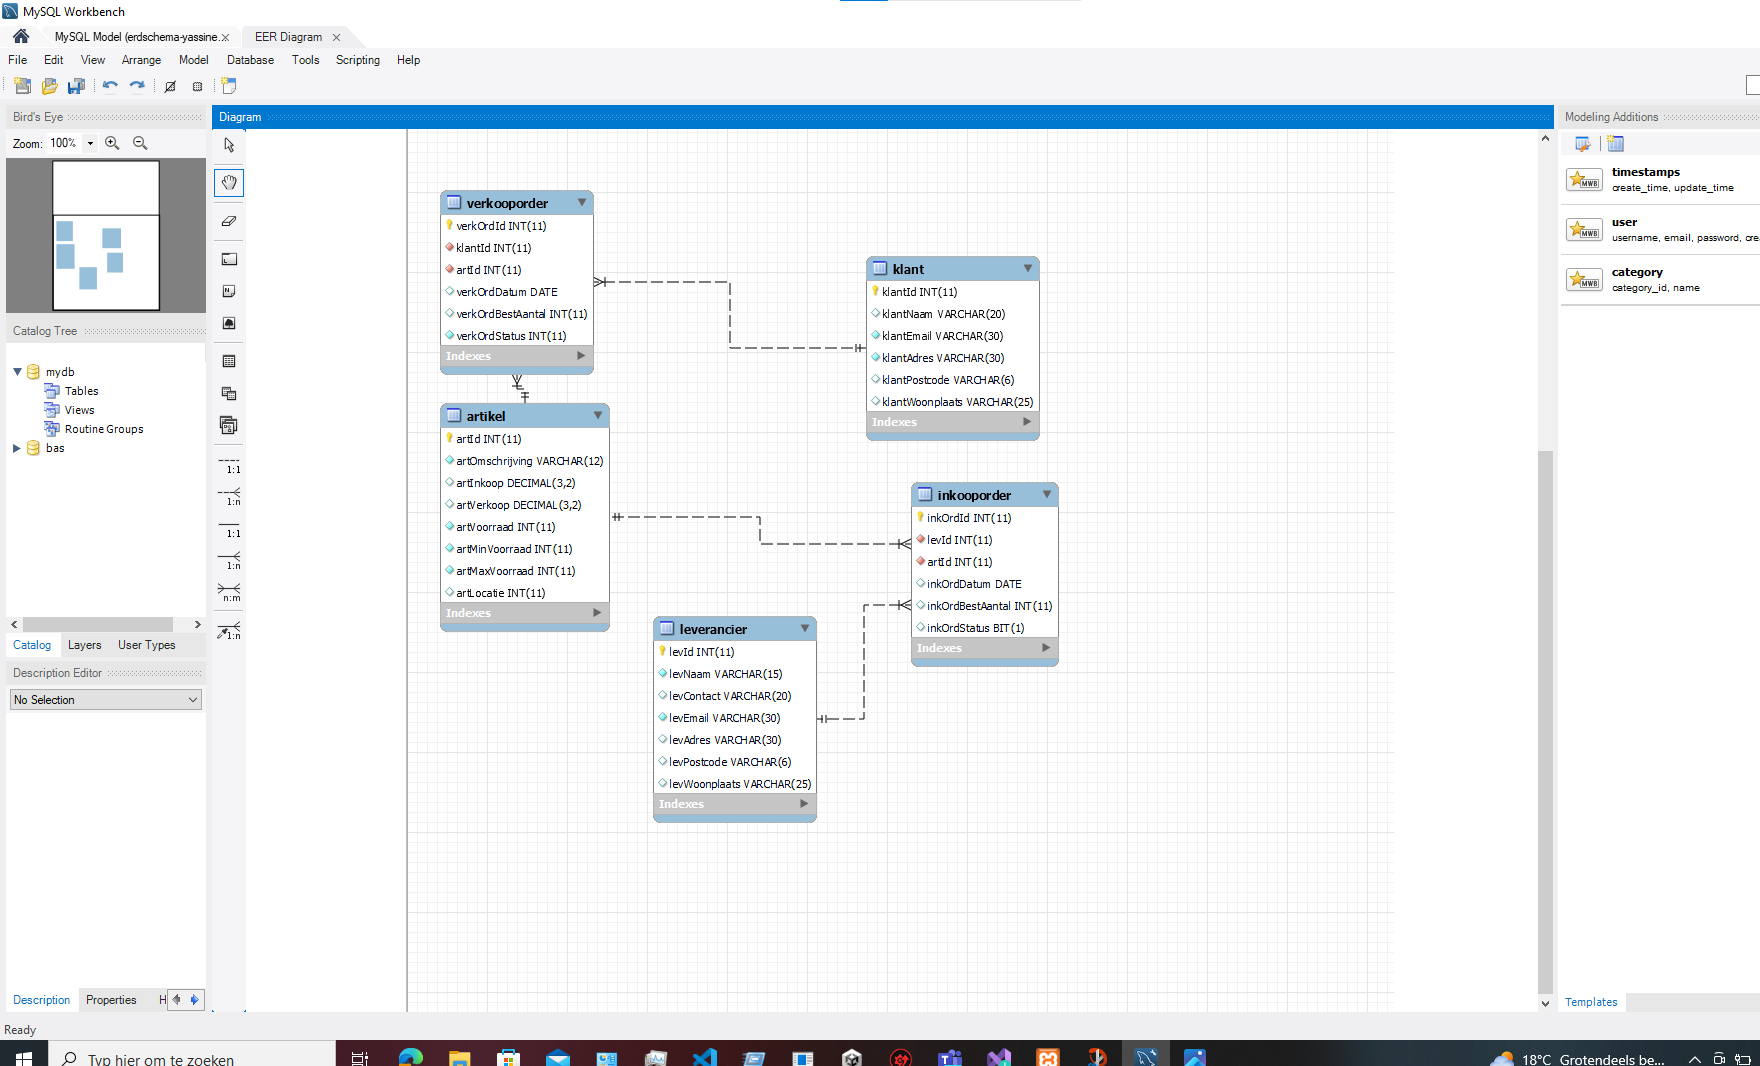 MySQL Workbench
MySQL Model (erdschema-yassine. x
EER Diagram
File Edit View Arrange Model Database Tools Scripting Help
Bird's Eye
Zoom: 100%
Catalog Tree
mydb
Tables
Views
Routine Groups
bas
Catalog Layers User Types
Description Editor
No Selection
Description Properties H
Ready
Diagram
1:1
1:n
1:1
1:n
n:m
1:n
verkooporder
verkOrdId INT(11)
klantId INT(11)
artId INT(11)
verkOrdDatum DATE
verkOrdBestAantal INT(11)
verkOrdStatus INT(11)
Indexes
klant
klantId INT(11)
klantNaam VARCHAR(20)
klantEmail VARCHAR(30)
klantAdres VARCHAR(30)
klantPostcode VARCHAR(6)
klantWoonplaats VARCHAR(25)
Indexes
artikel
artId INT(11)
artOmschrijving VARCHAR(12)
artInkoop DECIMAL(3,2)
artVerkoop DECIMAL(3,2)
artVoorraad INT(11)
artMinVoorraad INT(11)
artMaxVoorraad INT(11)
artLocatie INT(11)
Indexes
inkooporder
inkOrdId INT(11)
levId INT(11)
artId INT(11)
inkOrdDatum DATE
inkOrdBestAantal INT(11)
inkOrdStatus BIT(1)
Indexes
leverancier
levId INT(11)
levNaam VARCHAR(15)
levContact VARCHAR(20)
levEmail VARCHAR(30)
levAdres VARCHAR(30)
levPostcode VARCHAR(6)
levWoonplaats VARCHAR(25)
Indexes
Modeling Additions
MWB
timestamps
create_time, update_time
MWB
user
username, email, password, cre
MWB
category
category_id, name
Templates
Typ hier om te zoeken
18°C Grotendeels be...